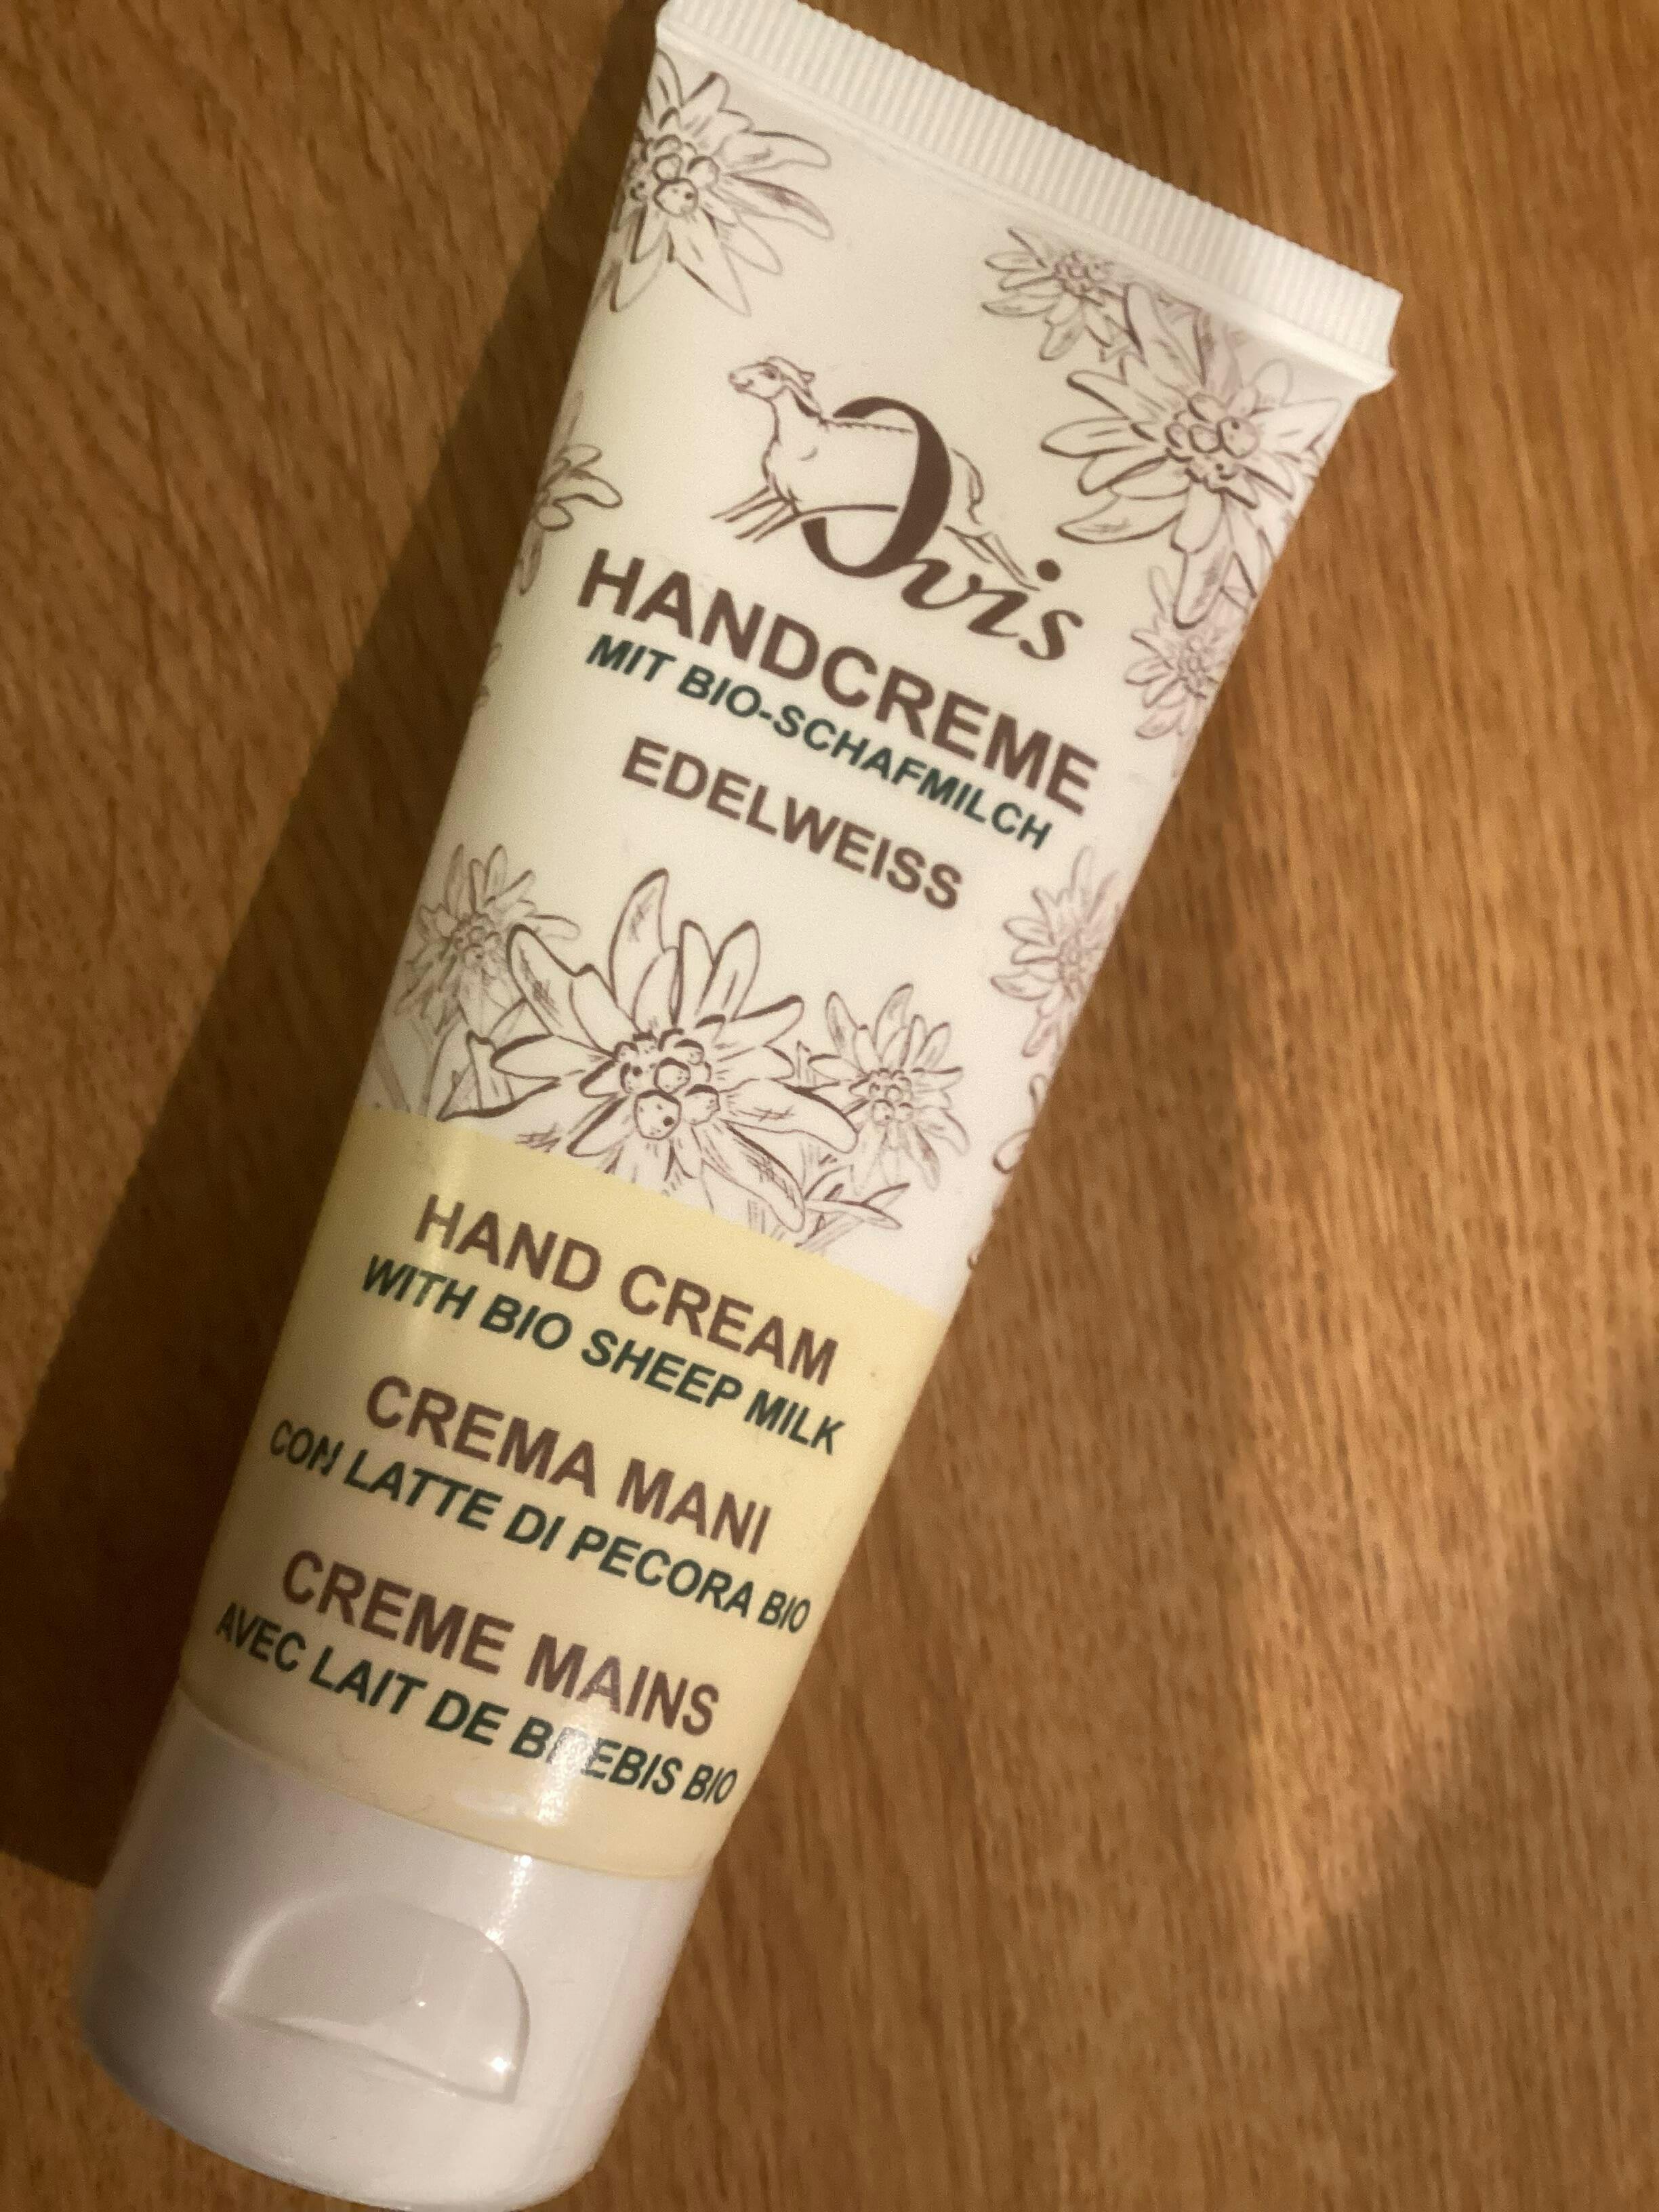 Ovis
HANDCREME
MIT BIO-SCHAFMILCH
EDELWEISS
HAND CREAM
WITH BIO SHEEP MILK
CREMA MANI
CON LATTE DI PECORA BIO
CREME MAINS
AVEC LAIT DE BREBIS BIO